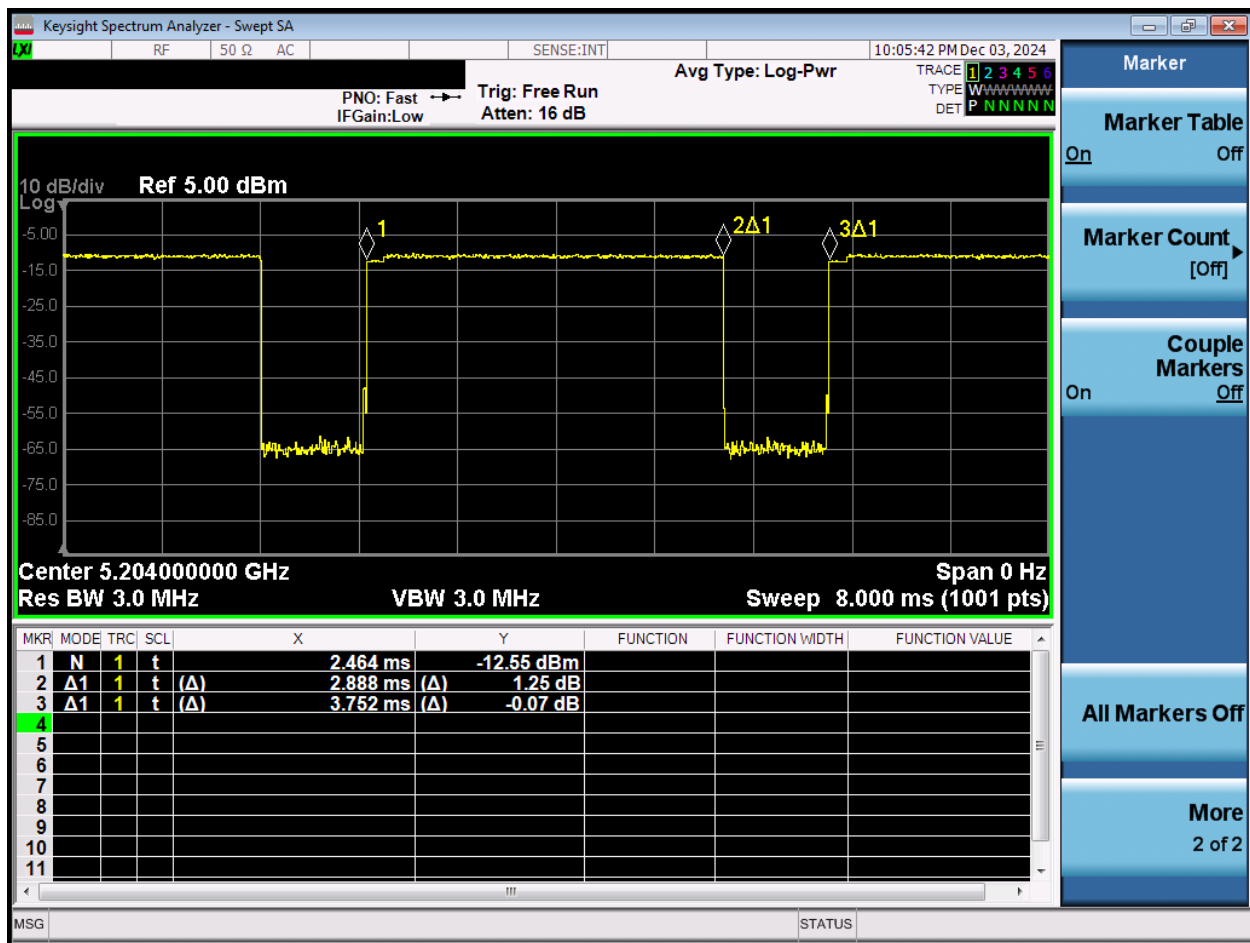 Keysight Spectrum Analyzer - Swept SA
LXI RF 50 Ω AC SENSE:INT 10:05:42 PM Dec 03, 2024
Avg Type: Log-Pwr
TRACE 1 2 3 4 5 6
TYPE W W W W W W
DET P N N N N N
PNO: Fast
IFGain:Low
Trig: Free Run
Atten: 16 dB
10 dB/div Ref 5.00 dBm
Log
1 2Δ1 3Δ1
-5.00
-15.0
-25.0
-35.0
-45.0
-55.0
-65.0
-75.0
-85.0
Center 5.204000000 GHz Span 0 Hz
Res BW 3.0 MHz VBW 3.0 MHz Sweep 8.000 ms (1001 pts)
MKR MODE TRC SCL X Y FUNCTION FUNCTION WIDTH FUNCTION VALUE
1 N 1 t 2.464 ms -12.55 dBm
2 Δ1 1 t (Δ) 2.888 ms (Δ) 1.25 dB
3 Δ1 1 t (Δ) 3.752 ms (Δ) -0.07 dB
4
5
6
7
8
9
10
11
MSG STATUS
Marker
Marker Table
On Off
Marker Count
[Off]
Couple
Markers
On Off
All Markers Off
More
2 of 2